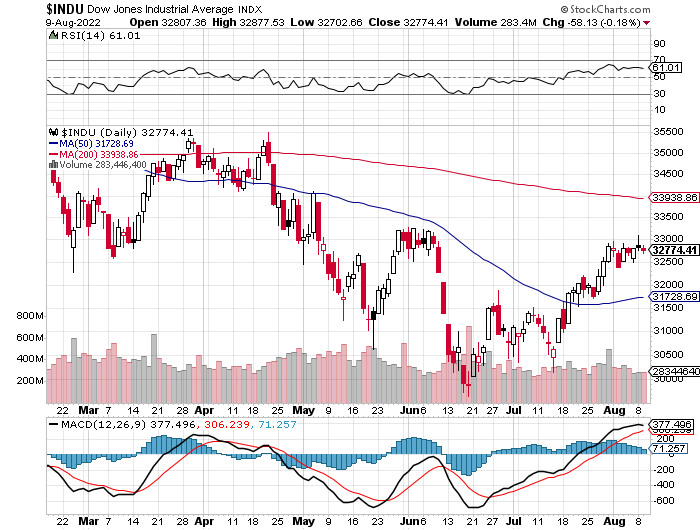 $INDU Dow Jones Industrial Average INDX
© StockCharts.com
9-Aug-2022 Open 32807.36 High 32877.53 Low 32702.66 Close 32774.41 Volume 283.4M Chg -58.13 (-0.18%)
RSI(14) 61.01
90
70
61.01
50
30
10
$INDU (Daily) 32774.41
MA(50) 31728.69
MA(200) 33938.86
Volume 283,446,400
35500
35000
34500
33938.86
33500
33000
32774.41
32500
32000
31728.69
31500
31000
30500
30000
800M
600M
400M
200M
28344640
22 Mar 7 14 21 28 Apr 11 18 25 May 9 16 23 Jun 6 13 21 27 Jul 11 18 25 Aug 8
MACD(12,26,9) 377.496, 306.239, 71.257
377.496
306.239
200
71.257
-200
-400
-600
22 Mar 7 14 21 28 Apr 11 18 25 May 9 16 23 Jun 6 13 21 27 Jul 11 18 25 Aug 8